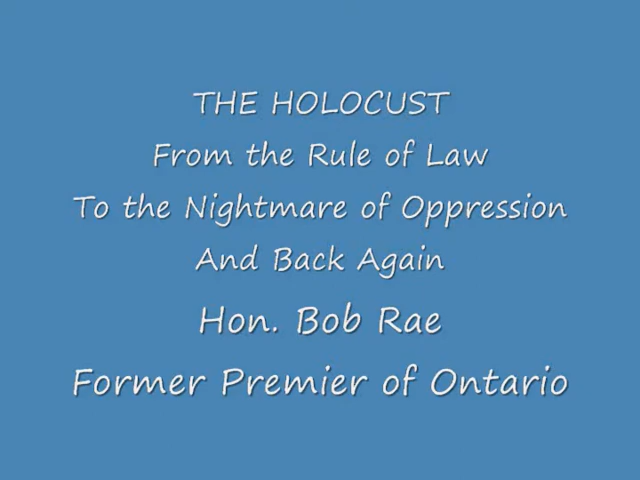 THE HOLOCUST
From the Rule of Law
To the Nightmare of Oppression
And Back Again
Hon. Bob Rae
Former Premier of Ontario